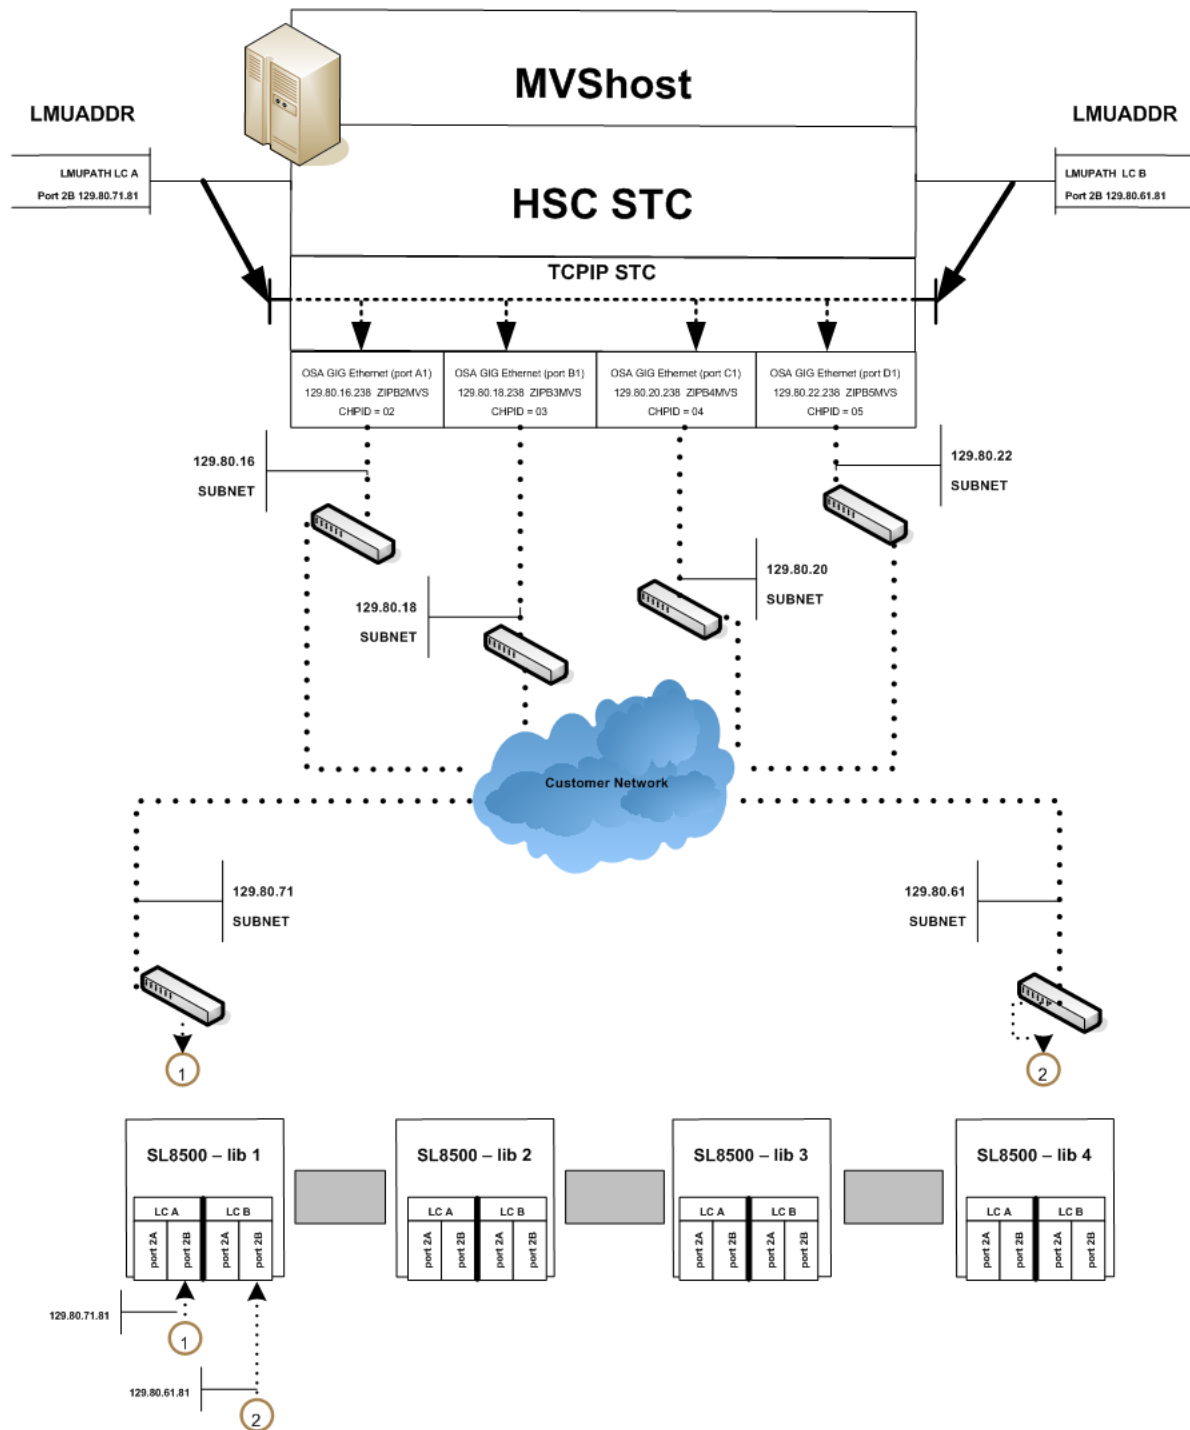 MVShost
LMUADDR
LMUADDR
LMUPATH LC A
Port 2B 129.80.71.81
LMUPATH LC B
Port 2B 129.80.61.81
HSC STC
TCPIP STC
OSA GIG Ethernet (port A1)
129.80.16.238 ZIPB2MVS
CHPID = 02
OSA GIG Ethernet (port B1)
129.80.18.238 ZIPB3MVS
CHPID = 03
OSA GIG Ethernet (port C1)
129.80.20.238 ZIPB4MVS
CHPID = 04
OSA GIG Ethernet (port D1)
129.80.22.238 ZIPB5MVS
CHPID = 05
129.80.16
SUBNET
129.80.22
SUBNET
129.80.18
SUBNET
129.80.20
SUBNET
Customer Network
129.80.71
SUBNET
129.80.61
SUBNET
1
2
SL8500 – lib 1
LC A
LC B
port 2A
port 2B
port 2A
port 2B
SL8500 – lib 2
LC A
LC B
port 2A
port 2B
port 2A
port 2B
SL8500 – lib 3
LC A
LC B
port 2A
port 2B
port 2A
port 2B
SL8500 – lib 4
LC A
LC B
port 2A
port 2B
port 2A
port 2B
129.80.71.81
1
129.80.61.81
2